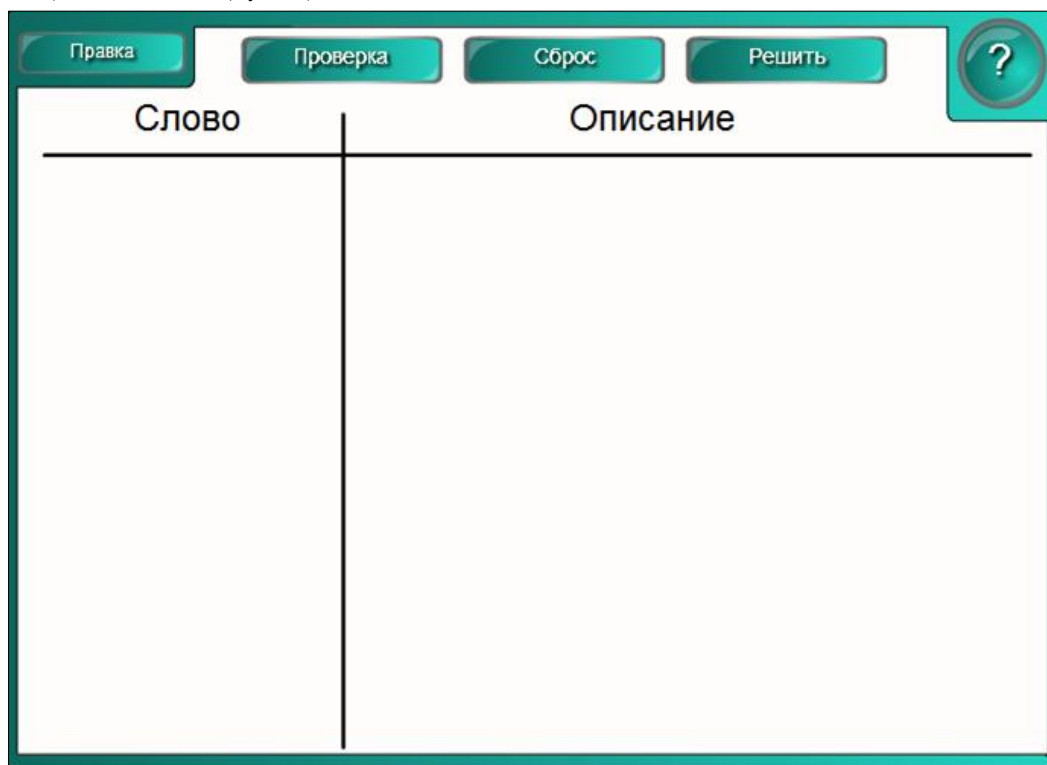 Правка
Проверка
Сброс
Решить
?
Слово
Описание